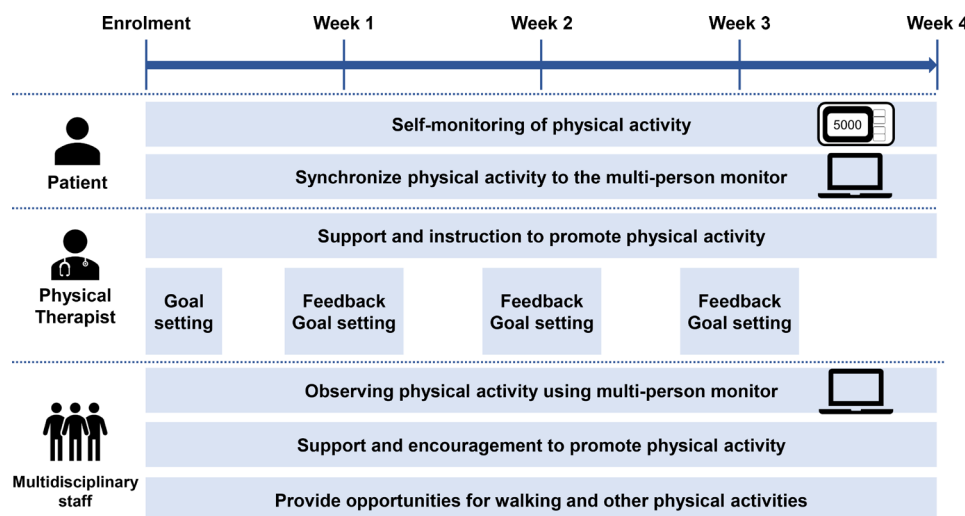 Enrolment Week 1 Week 2 Week 3 Week 4
Self-monitoring of physical activity
5000
Patient
Synchronize physical activity to the multi-person monitor
Support and instruction to promote physical activity
Physical
Therapist
Goal
setting
Feedback
Goal setting
Feedback
Goal setting
Feedback
Goal setting
Observing physical activity using multi-person monitor
Support and encouragement to promote physical activity
Multidisciplinary
staff
Provide opportunities for walking and other physical activities